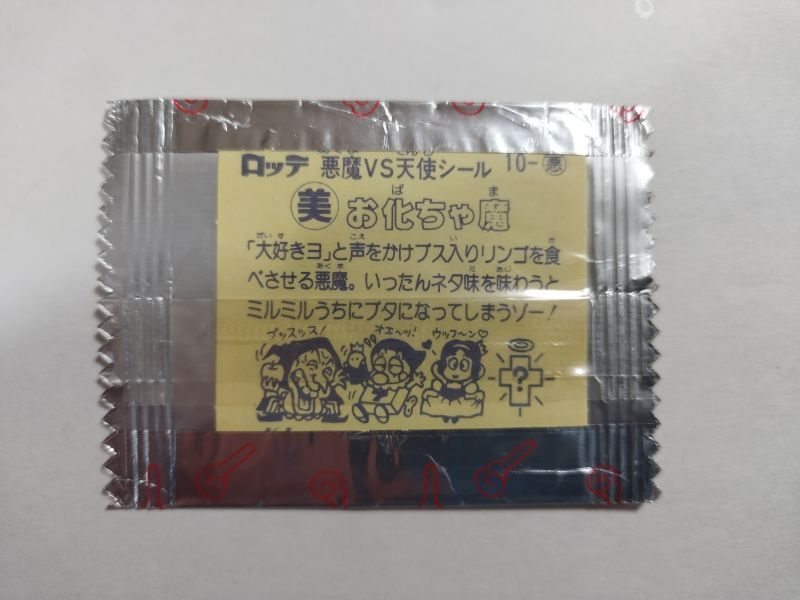 ロッテ 悪魔VS天使シール 10-悪
美 お化ちゃ魔
「大好きヨ」と声をかけブス入りリンゴを食
べさせる悪魔。いったんネタ味を味わうと
ミルミルうちにブタになってしまうゾー!
ブッスッス! オエ〜ッ! ウッフ〜ン♡
?